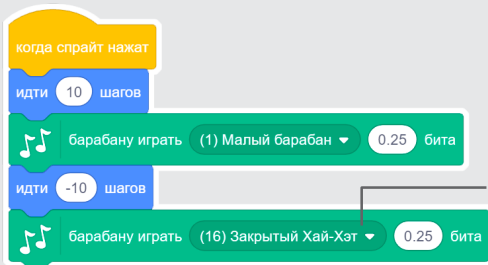 когда спрайт нажат
идти 10 шагов
барабану играть (1) Малый барабан 0.25 бита
идти -10 шагов
барабану играть (16) Закрытый Хай-Хэт 0.25 бита